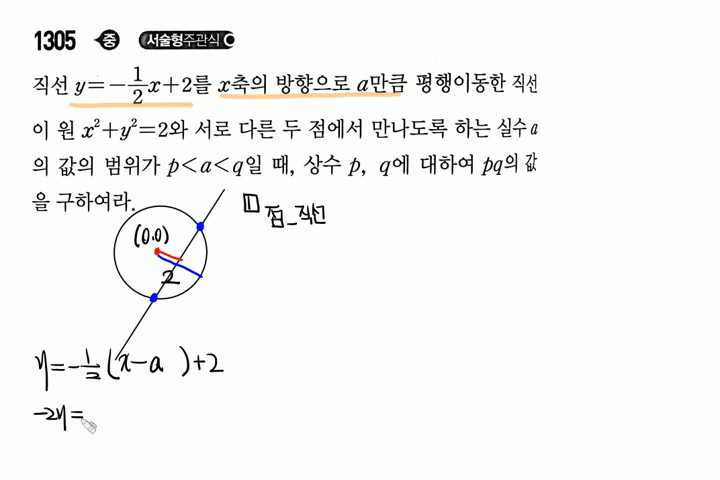 1305 중 서술형주관식
직선 y=-\frac{1}{2}x+2를 x축의 방향으로 a만큼 평행이동한 직선
이 원 x²+y²=2와 서로 다른 두 점에서 만나도록 하는 실수 a
의 값의 범위가 p<a<q일 때, 상수 p, q에 대하여 pq의 값
을 구하여라.
① 점_직선
(0.0)
2
y=-\frac{1}{2}(x-a )+2
-2y=